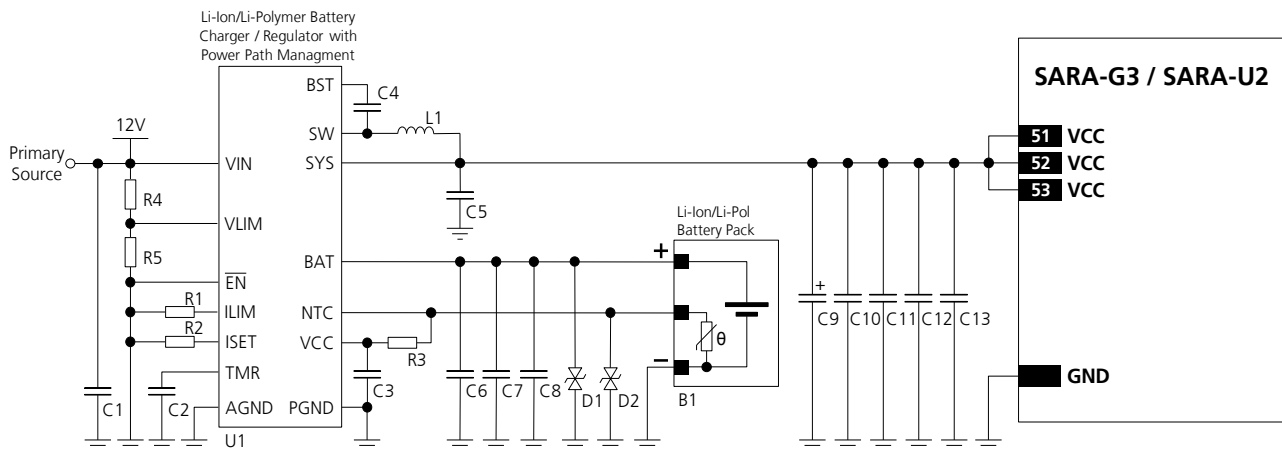 Li-Ion/Li-Polymer Battery
Charger / Regulator with
Power Path Managment
BST
C4
SARA-G3 / SARA-U2
12V
SW
L1
51 VCC
Primary
Source
VIN
SYS
52 VCC
53 VCC
R4
C5
VLIM
Li-Ion/Li-Pol
Battery Pack
R5
BAT
+
EN
R1
ILIM
NTC
+
C9
C10
C11
C12
C13
R2
ISET
VCC
R3
θ
–
TMR
C3
C6
C7
C8
D1
D2
GND
C1
C2
AGND
PGND
B1
U1